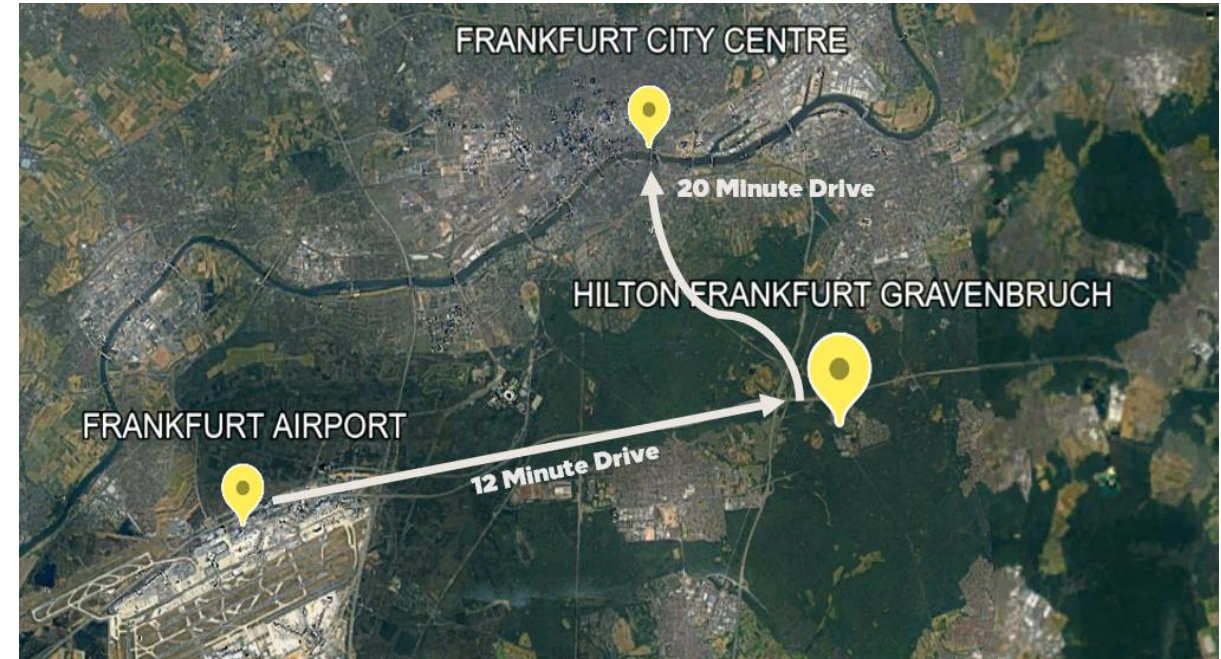 FRANKFURT CITY CENTRE
20 Minute Drive
HILTON FRANKFURT GRAVENBRUCH
FRANKFURT AIRPORT
12 Minute Drive